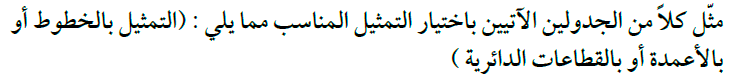 مثّل كلاً من الجدولين الآتيين باختيار التمثيل المناسب مما يلي : (التمثيل بالخطوط أو
بالأعمدة أو بالقطاعات الدائرية )